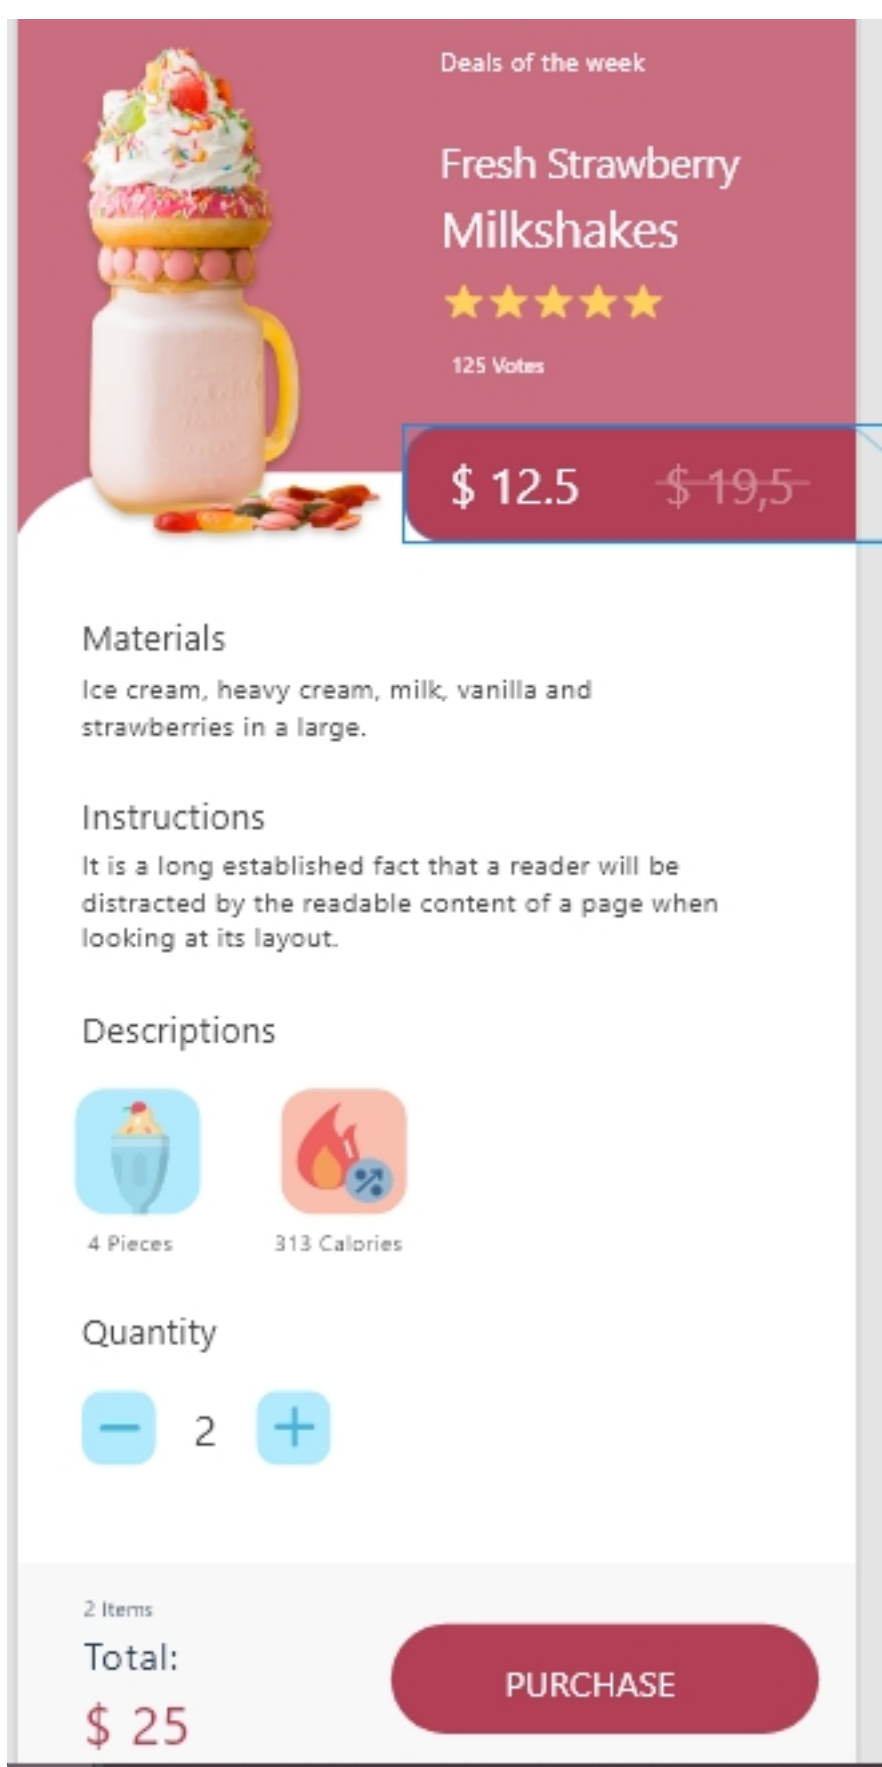 Deals of the week
Fresh Strawberry
Milkshakes
125 Votes
$ 12.5 $ 19,5
Materials
Ice cream, heavy cream, milk, vanilla and
strawberries in a large.
Instructions
It is a long established fact that a reader will be
distracted by the readable content of a page when
looking at its layout.
Descriptions
4 Pieces 313 Calories
Quantity
2
2 Items
Total:
$ 25
PURCHASE